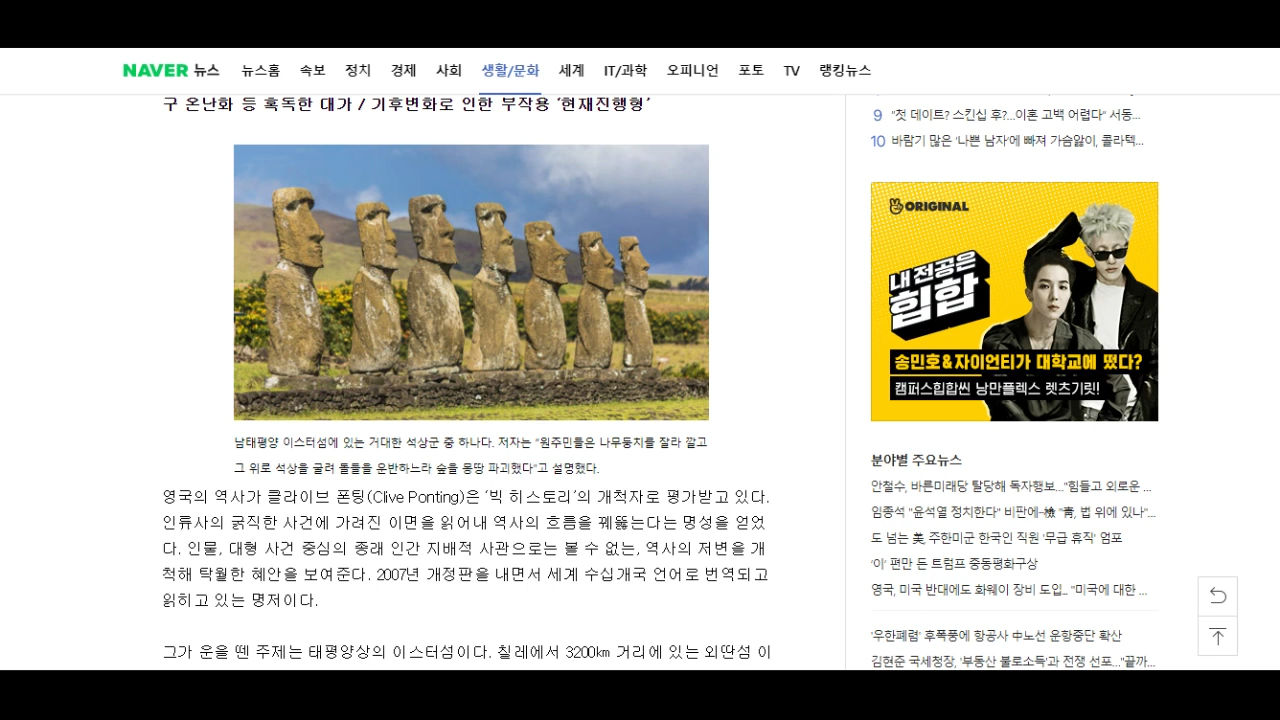 NAVER 뉴스 뉴스홈 속보 정치 경제 사회 생활/문화 세계 IT/과학 오피니언 포토 TV 랭킹뉴스
구 온난화 등 혹독한 대가 / 기후변화로 인한 부작용 ‘현재진행형’
남태평양 이스터섬에 있는 거대한 석상군 중 하나다. 저자는 “원주민들은 나무둥치를 잘라 깔고
그 위로 석상을 굴려 돌들을 운반하느라 숲을 몽땅 파괴했다”고 설명했다.
영국의 역사가 클라이브 폰팅(Clive Ponting)은 ‘빅 히스토리’의 개척자로 평가받고 있다.
인류사의 굵직한 사건에 가려진 이면을 읽어내 역사의 흐름을 꿰뚫는다는 명성을 얻었
다. 인물, 대형 사건 중심의 종래 인간 지배적 사관으로는 볼 수 없는, 역사의 저변을 개
척해 탁월한 혜안을 보여준다. 2007년 개정판을 내면서 세계 수십개국 언어로 번역되고
읽히고 있는 명저이다.
그가 운을 뗀 주제는 태평양상의 이스터섬이다. 칠레에서 3200㎞ 거리에 있는 외딴섬 이
9 "첫 데이트? 스킨십 후?…이혼 고백 어렵다" 서동...
10 바람기 많은 '나쁜 남자'에 빠져 가슴앓이, 콜라텍...
ORIGINAL
내 전공은
힙합
송민호&자이언티가 대학교에 떴다?
캠퍼스힙합씬 낭만플렉스 렛츠기릿!
분야별 주요뉴스
안철수, 바른미래당 탈당해 독자행보…"힘들고 외로운 ...
임종석 "윤석열 정치한다" 비판에–檢 "靑, 법 위에 있나"...
도 넘는 美, 주한미군 한국인 직원 '무급 휴직' 엄포
‘이’ 편만 든 트럼프 중동평화구상
영국, 미국 반대에도 화웨이 장비 도입.. "미국에 대한 ...
'우한폐렴' 후폭풍에 항공사 中노선 운항중단 확산
김현준 국세청장, '부동산 불로소득'과 전쟁 선포…"끝까...